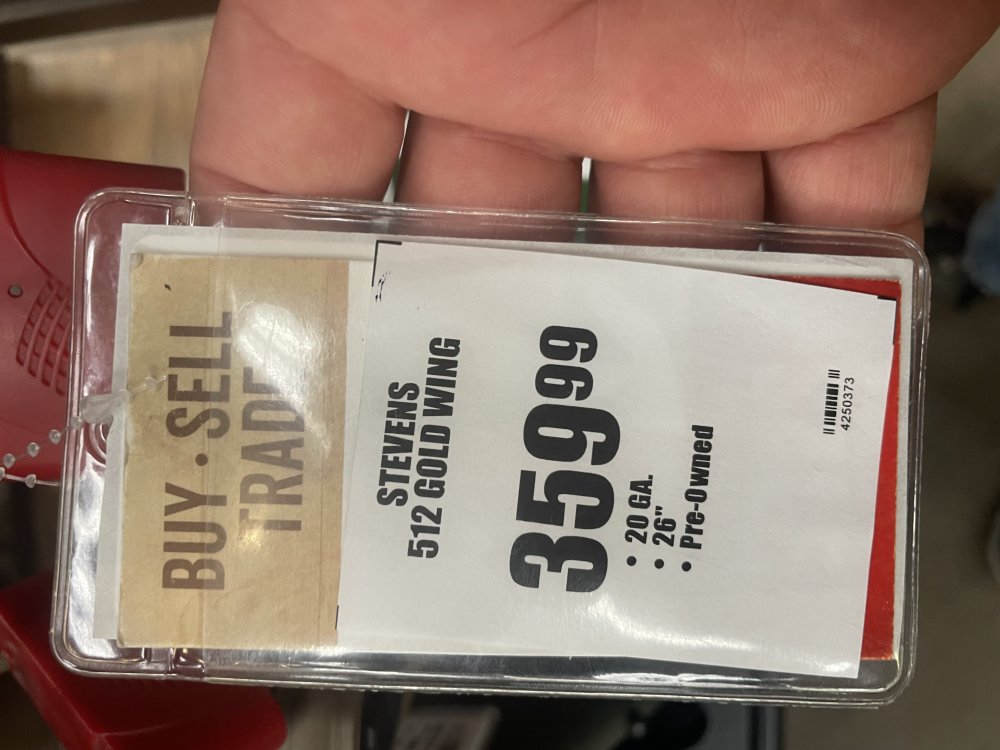 BUY · SELL
TRADE
STEVENS
512 GOLD WING
359⁹⁹
• 20 GA.
• 26"
• Pre-Owned
4250373